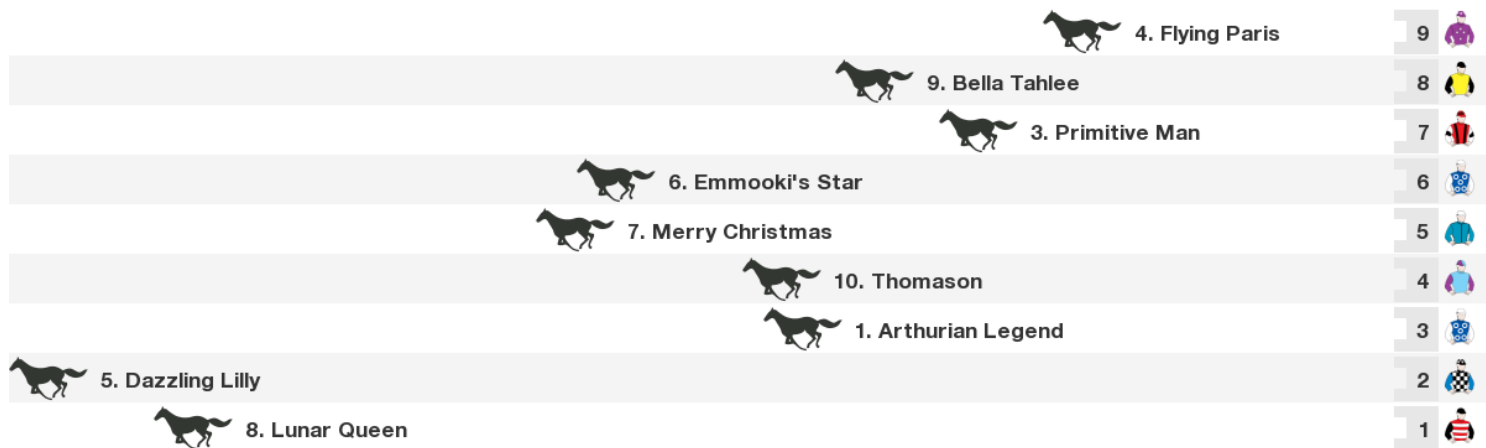 4. Flying Paris 9
9. Bella Tahlee 8
3. Primitive Man 7
6. Emmooki's Star 6
7. Merry Christmas 5
10. Thomason 4
1. Arthurian Legend 3
5. Dazzling Lilly 2
8. Lunar Queen 1